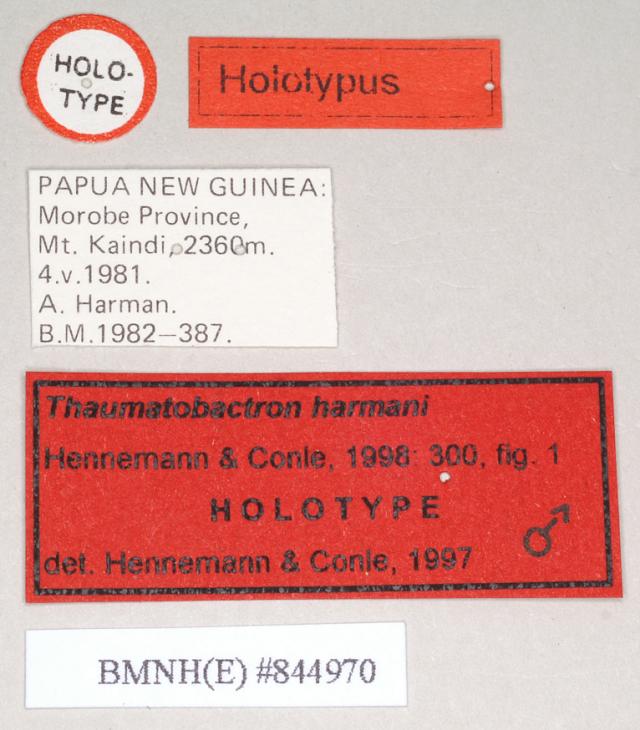 HOLO-
TYPE
Holotypus
PAPUA NEW GUINEA:
Morobe Province,
Mt. Kaindi, 2360m.
4.v.1981.
A. Harman.
B.M.1982–387.
Thaumatobactron harmani
Hennemann & Conle, 1998: 300, fig. 1
HOLOTYPE ♂
det. Hennemann & Conle, 1997
BMNH(E) #844970